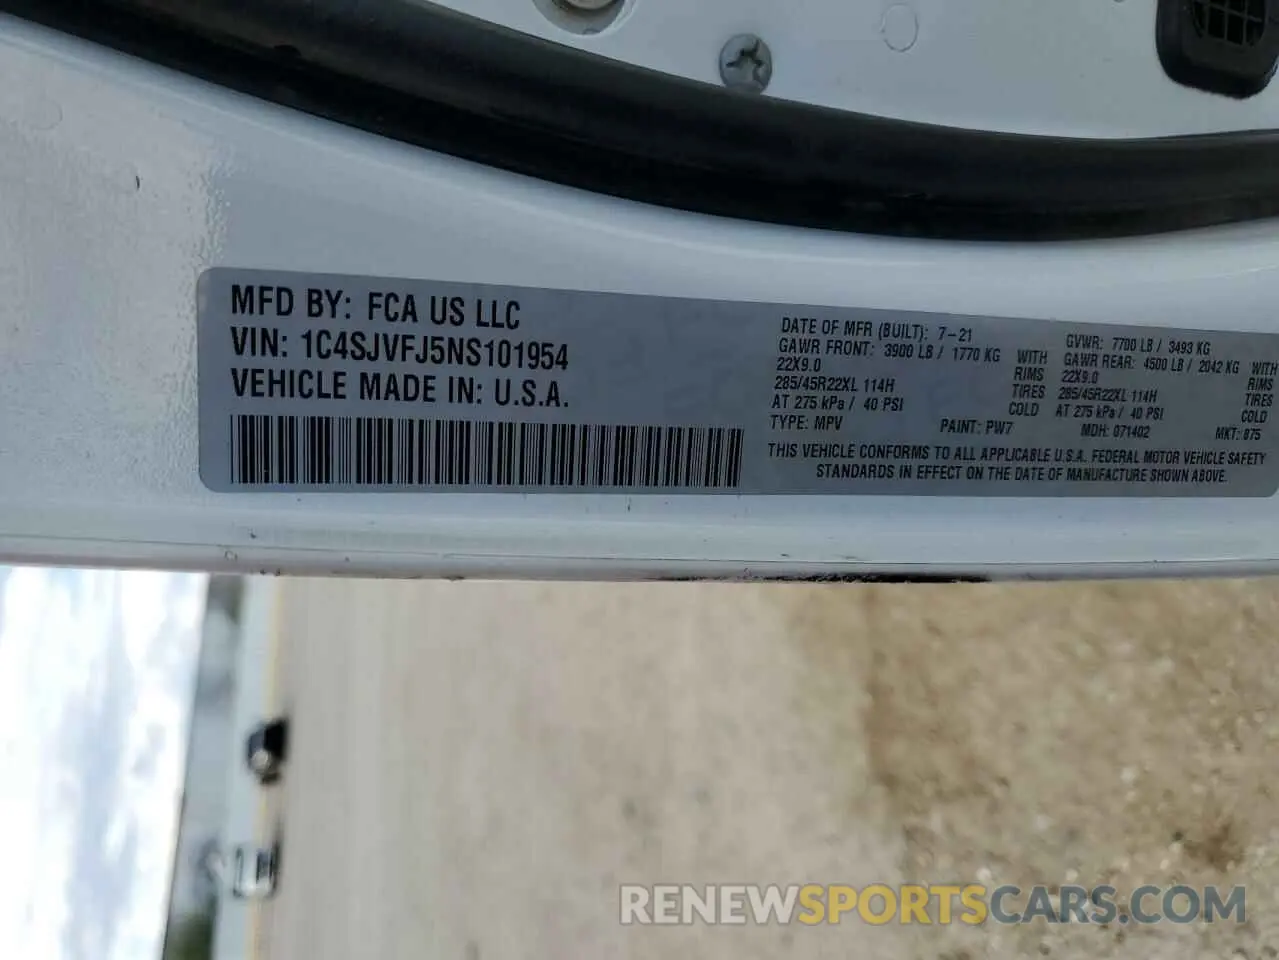 MFD BY: FCA US LLC
VIN: 1C4SJVFJ5NS101954
VEHICLE MADE IN: U.S.A.
DATE OF MFR (BUILT): 7-21
GVWR: 7700 LB / 3493 KG
GAWR FRONT: 3900 LB / 1770 KG WITH
22X9.0 RIMS
285/45R22XL 114H TIRES
AT 275 kPa / 40 PSI COLD
GAWR REAR: 4500 LB / 2042 KG WITH
22X9.0 RIMS
285/45R22XL 114H TIRES
AT 275 kPa / 40 PSI COLD
TYPE: MPV PAINT: PW7 MDH: 071402 MKT: 875
THIS VEHICLE CONFORMS TO ALL APPLICABLE U.S.A. FEDERAL MOTOR VEHICLE SAFETY
STANDARDS IN EFFECT ON THE DATE OF MANUFACTURE SHOWN ABOVE.
RENEWSPORTSCARS.COM